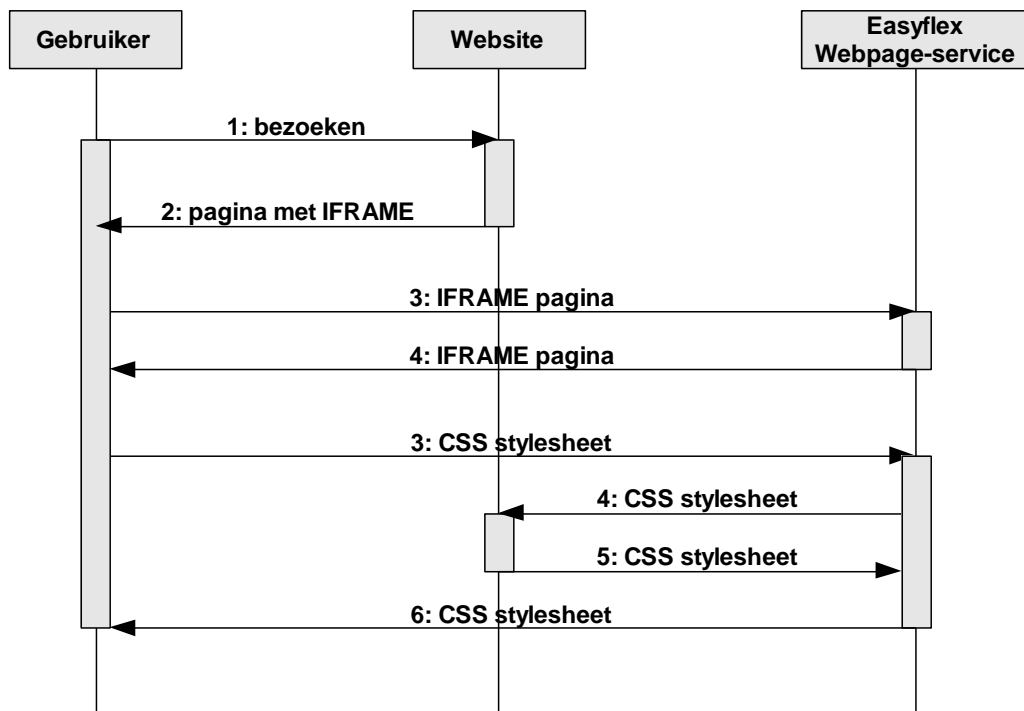 Gebruiker
Website
Easyflex
Webpage-service
1: bezoeken
2: pagina met IFRAME
3: IFRAME pagina
4: IFRAME pagina
3: CSS stylesheet
4: CSS stylesheet
5: CSS stylesheet
6: CSS stylesheet